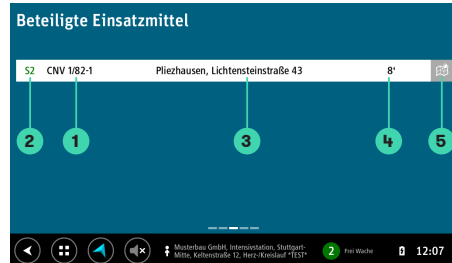 Beteiligte Einsatzmittel
S2 CNV 1/82-1 Pliezhausen, Lichtensteinstraße 43 8'
2 1 3 4 5
Musterbau GmbH, Intensivstation, Stuttgart-
Mitte, Keltenstraße 12, Herz-/Kreislauf *TEST*
2 Frei Wache 12:07